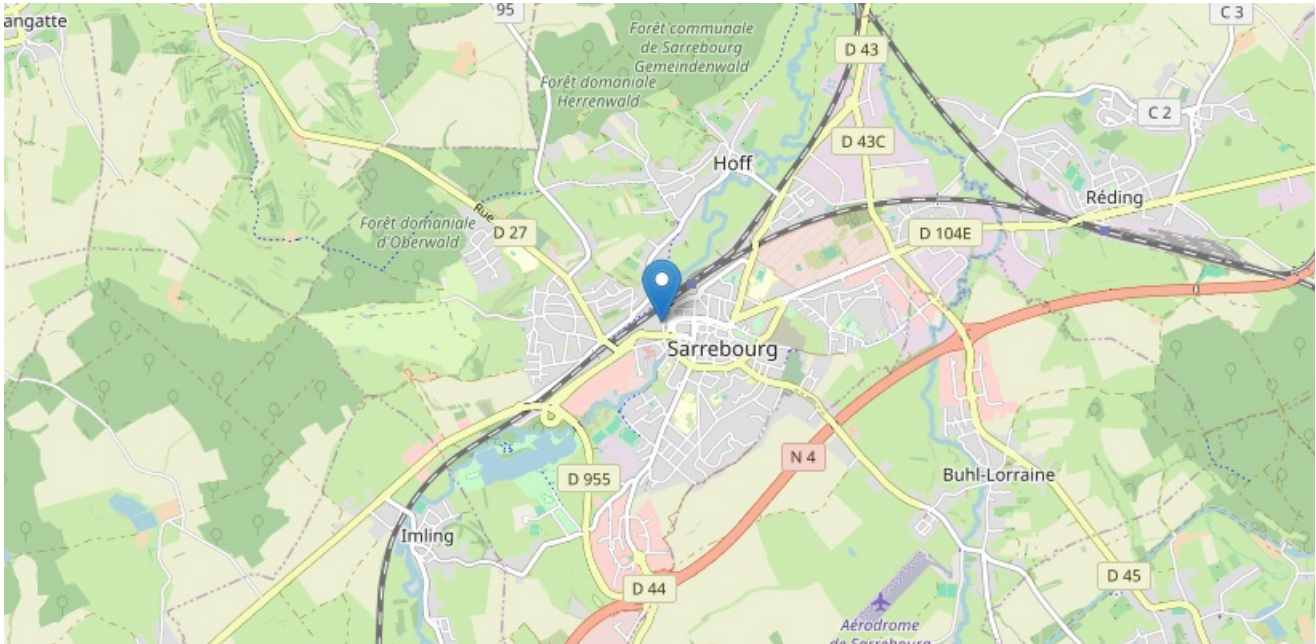 angatte
95
Forêt communale
de Sarrebourg
Gemeindenwald
C 3
D 43
Forêt domaniale
Herrenwald
C 2
D 43C
Hoff
Réding
Rue
D 27
Forêt domaniale
d'Oberwald
D 104E
Sarrebourg
N 4
D 955
Buhl-Lorraine
Imling
D 44
D 45
Aérodrome
de Sarrebourg